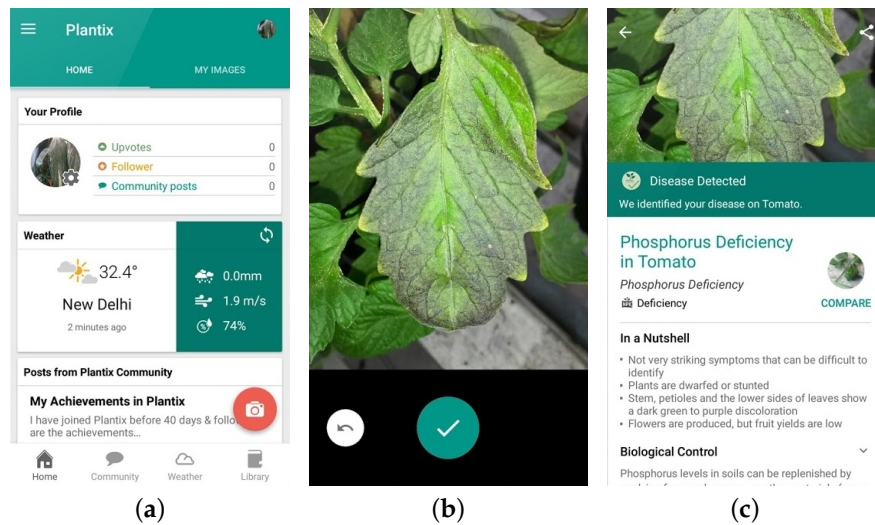 Plantix
HOME
MY IMAGES
Your Profile
Upvotes 0
Follower 0
Community posts 0
Weather
32.4°
New Delhi
2 minutes ago
0.0mm
1.9 m/s
74%
Posts from Plantix Community
My Achievements in Plantix
I have joined Plantix before 40 days &
are the achievements...
Home
Community
Weather
Library
(a)
(b)
Disease Detected
We identified your disease on Tomato.
Phosphorus Deficiency
in Tomato
Phosphorus Deficiency
Deficiency
COMPARE
In a Nutshell
• Not very striking symptoms that can be difficult to
identify
• Plants are dwarfed or stunted
• Stem, petioles and the lower sides of leaves show
a dark green to purple discoloration
• Flowers are produced, but fruit yields are low
Biological Control
Phosphorus levels in soils can be replenished by
(c)